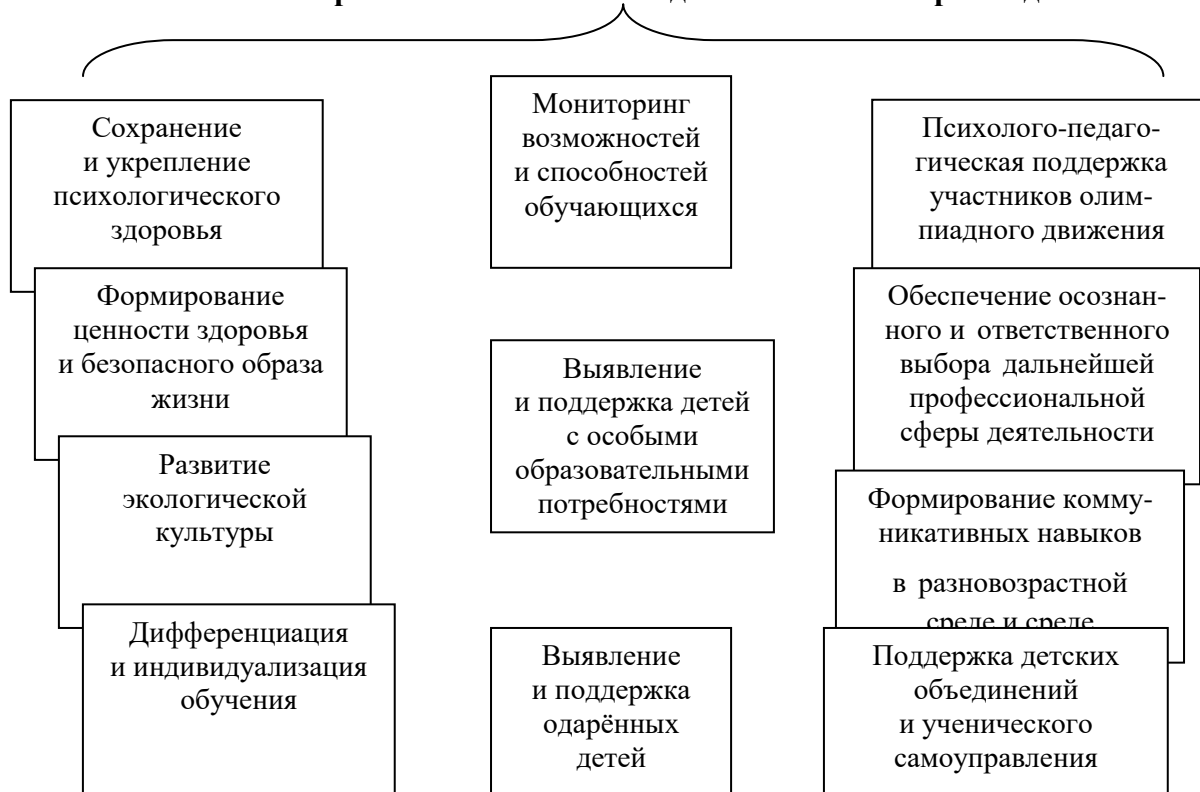 Сохранение
и укрепление
психологического
здоровья
Формирование
ценности здоровья
и безопасного образа
жизни
Развитие
экологической
культуры
Дифференциация
и индивидуализация
обучения
Мониторинг
возможностей
и способностей
обучающихся
Выявление
и поддержка детей
с особыми
образовательными
потребностями
Выявление
и поддержка
одарённых
детей
Психолого-педаго-
гическая поддержка
участников олим-
пиадного движения
Обеспечение осознан-
ного и ответственного
выбора дальнейшей
профессиональной
сферы деятельности
Формирование комму-
никативных навыков
в разновозрастной
среде и среде
Поддержка детских
объединений
и ученического
самоуправления